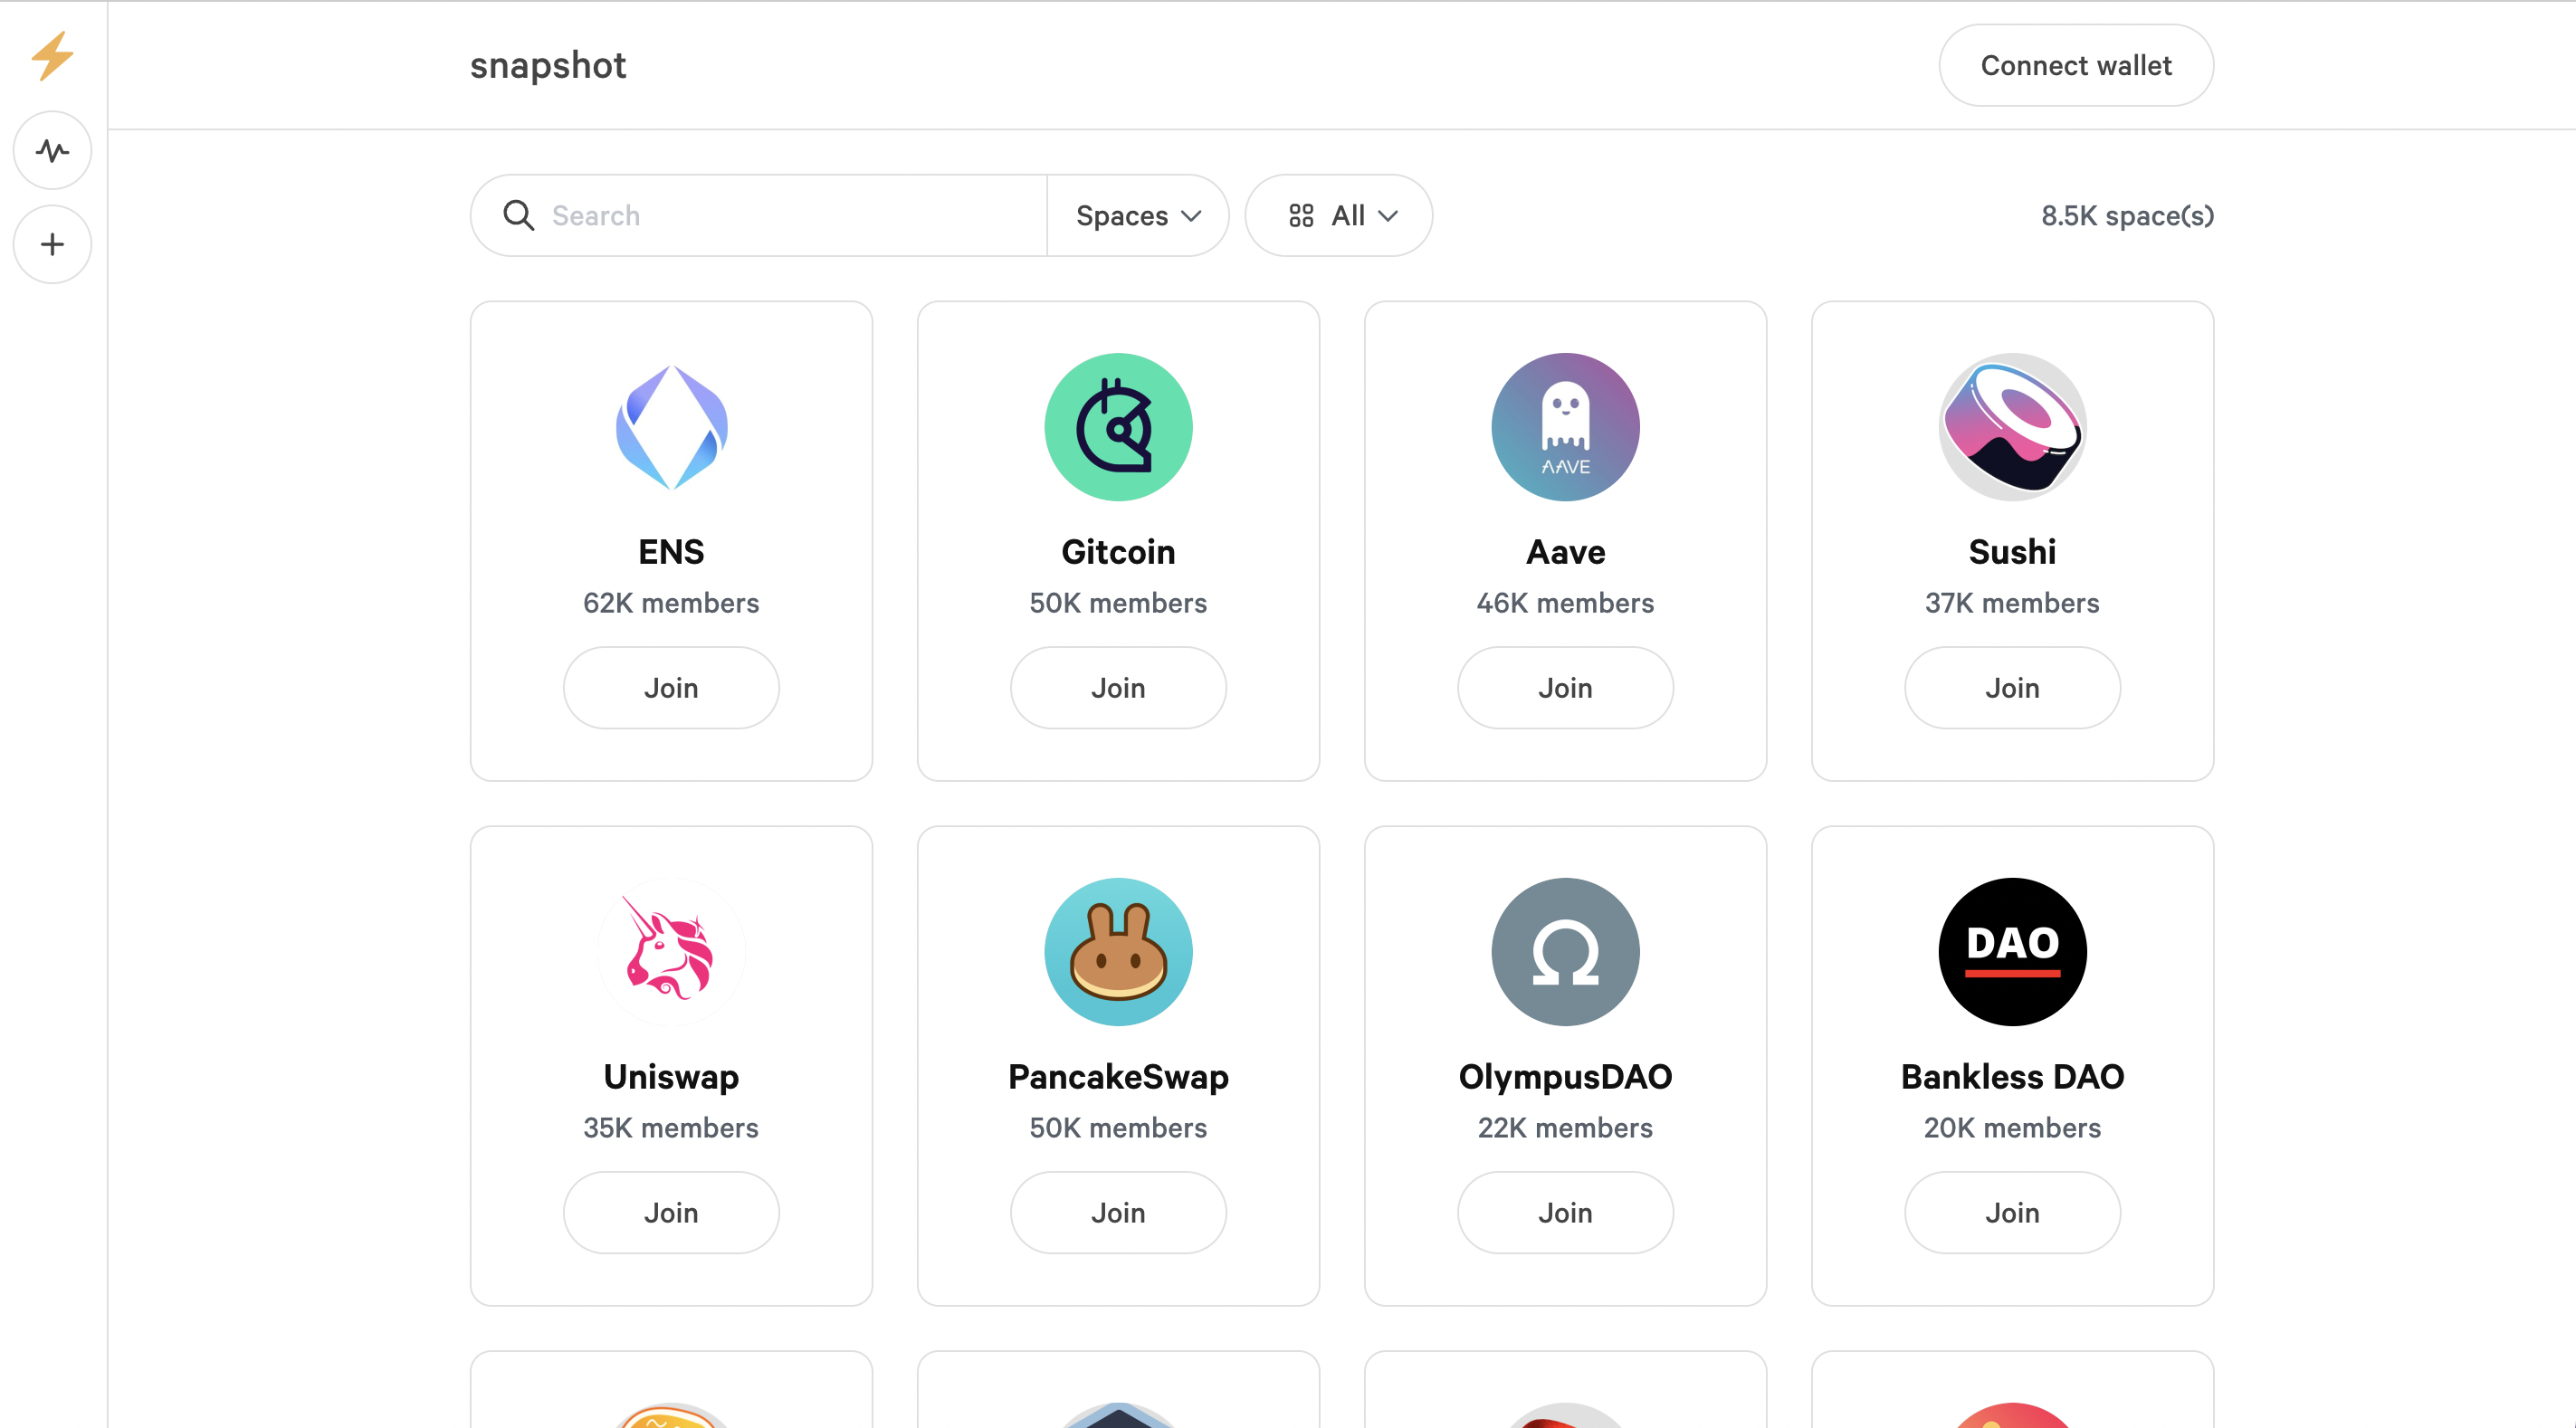 snapshot
Connect wallet
Search
Spaces
All
8.5K space(s)
AAVE
ENS
Gitcoin
Aave
Sushi
62K members
50K members
46K members
37K members
Join
Join
Join
Join
DAO
Uniswap
PancakeSwap
OlympusDAO
Bankless DAO
35K members
50K members
22K members
20K members
Join
Join
Join
Join